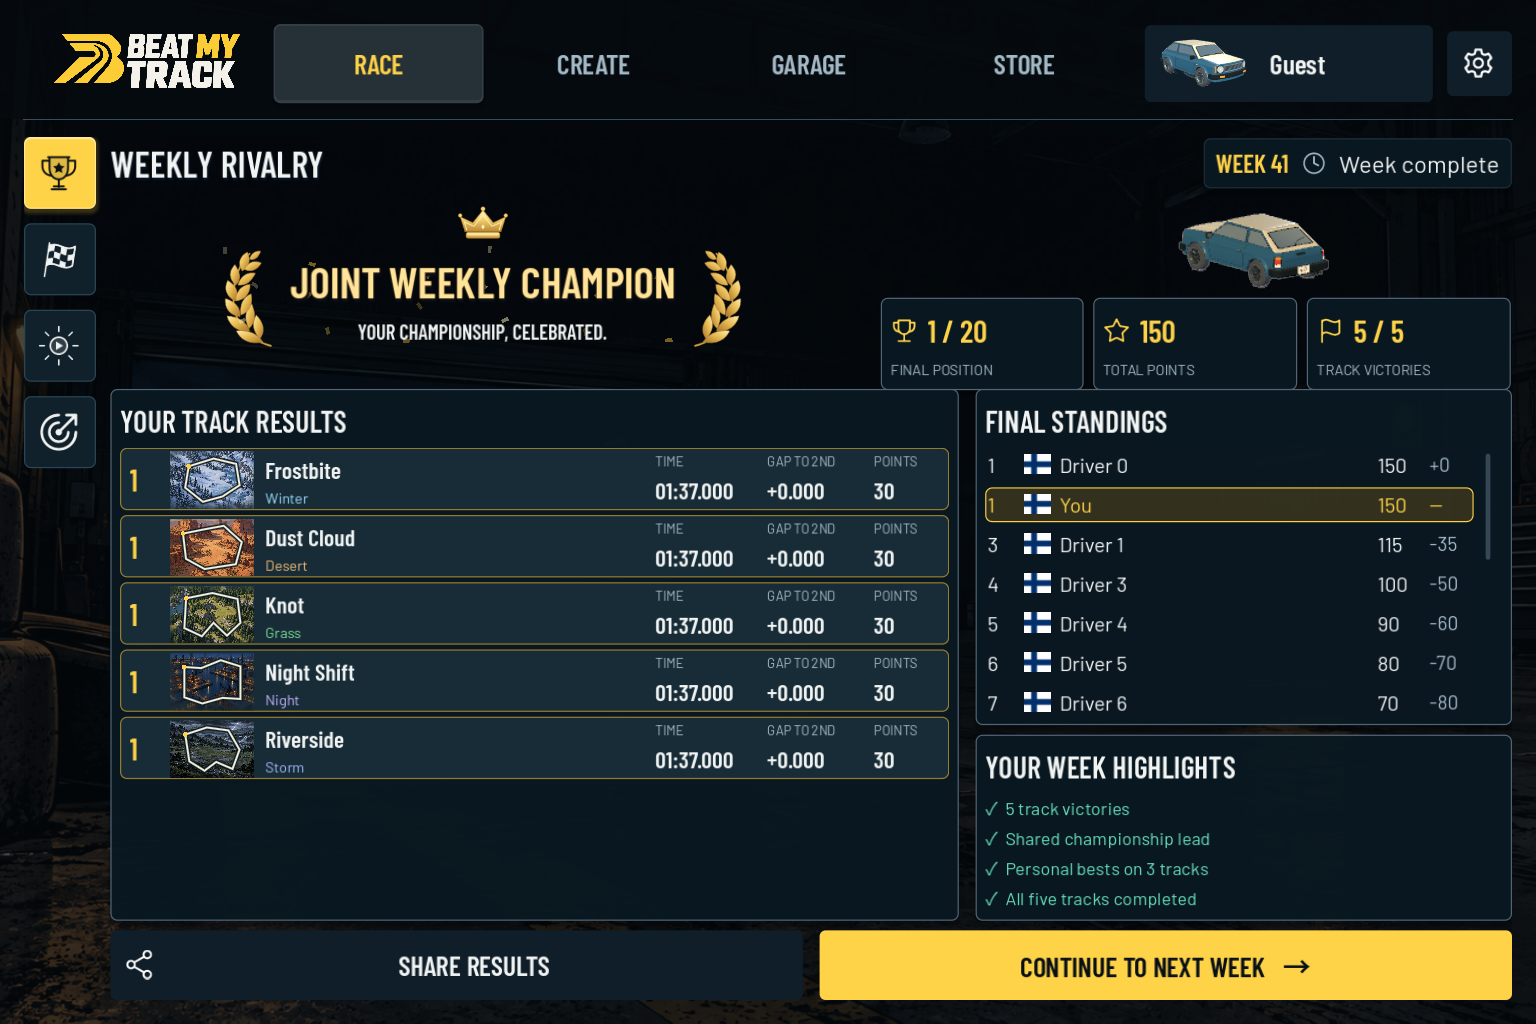 BEAT MY TRACK
RACE
CREATE
GARAGE
STORE
Guest
WEEKLY RIVALRY
WEEK 41 Week complete
JOINT WEEKLY CHAMPION
YOUR CHAMPIONSHIP, CELEBRATED.
1 / 20
FINAL POSITION
150
TOTAL POINTS
5 / 5
TRACK VICTORIES
YOUR TRACK RESULTS
1 Frostbite Winter TIME 01:37.000 GAP TO 2ND +0.000 POINTS 30
1 Dust Cloud Desert TIME 01:37.000 GAP TO 2ND +0.000 POINTS 30
1 Knot Grass TIME 01:37.000 GAP TO 2ND +0.000 POINTS 30
1 Night Shift Night TIME 01:37.000 GAP TO 2ND +0.000 POINTS 30
1 Riverside Storm TIME 01:37.000 GAP TO 2ND +0.000 POINTS 30
FINAL STANDINGS
1 Driver 0 150 +0
1 You 150 –
3 Driver 1 115 -35
4 Driver 3 100 -50
5 Driver 4 90 -60
6 Driver 5 80 -70
7 Driver 6 70 -80
YOUR WEEK HIGHLIGHTS
✓ 5 track victories
✓ Shared championship lead
✓ Personal bests on 3 tracks
✓ All five tracks completed
SHARE RESULTS
CONTINUE TO NEXT WEEK →